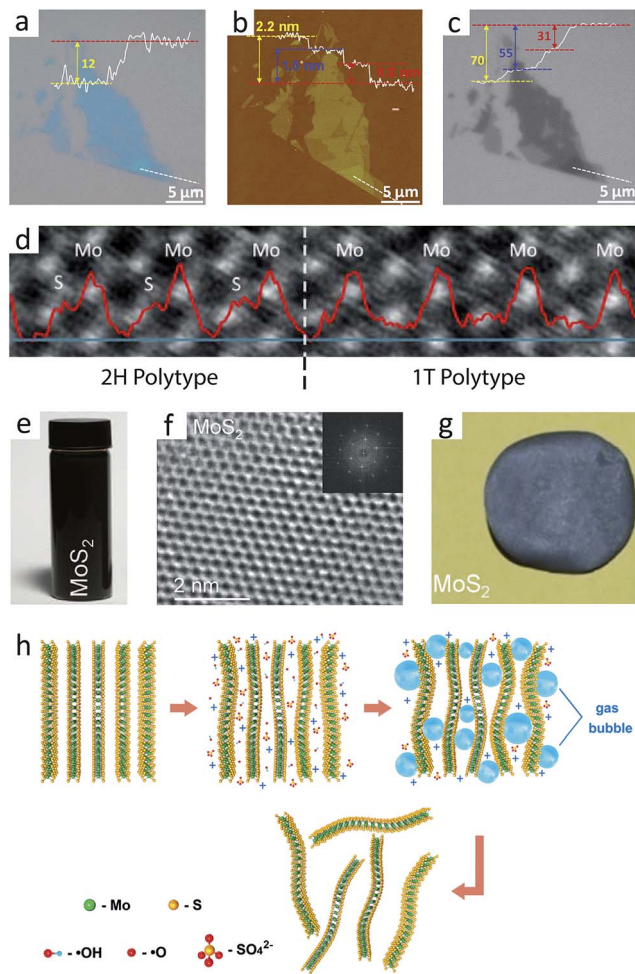 a
12
5 μm
b
2.2 nm
5 μm
c
31
55
70
5 μm
d
Mo
Mo
Mo
Mo
Mo
Mo
Mo
S
S
S
2H Polytype
1T Polytype
e
MoS2
f
MoS2
2 nm
g
MoS2
h
gas
bubble
- Mo
- S
- •OH
- •O
- SO4 2-